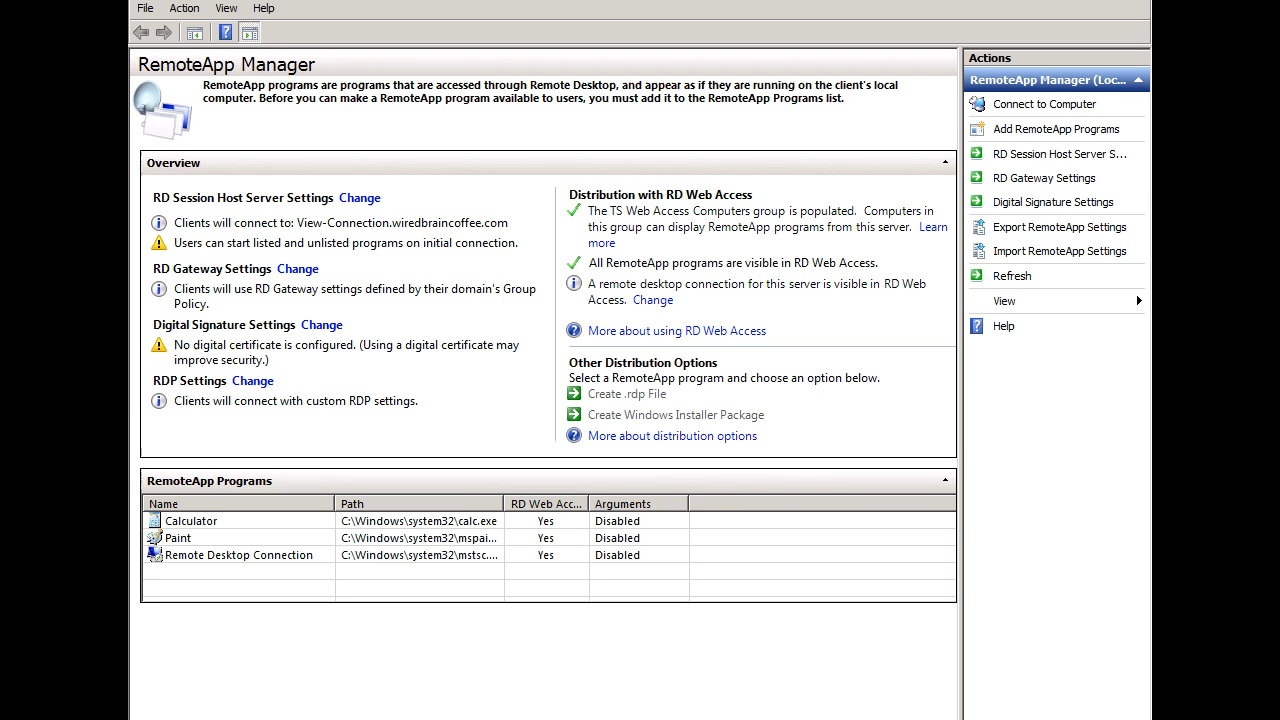 File Action View Help
RemoteApp Manager
RemoteApp programs are programs that are accessed through Remote Desktop, and appear as if they are running on the client's local
computer. Before you can make a RemoteApp program available to users, you must add it to the RemoteApp Programs list.
Overview
RD Session Host Server Settings Change
Clients will connect to: View-Connection.wiredbraincoffee.com
Users can start listed and unlisted programs on initial connection.
RD Gateway Settings Change
Clients will use RD Gateway settings defined by their domain's Group
Policy.
Digital Signature Settings Change
No digital certificate is configured. (Using a digital certificate may
improve security.)
RDP Settings Change
Clients will connect with custom RDP settings.
Distribution with RD Web Access
The TS Web Access Computers group is populated. Computers in
this group can display RemoteApp programs from this server. Learn
more
All RemoteApp programs are visible in RD Web Access.
A remote desktop connection for this server is visible in RD Web
Access. Change
More about using RD Web Access
Other Distribution Options
Select a RemoteApp program and choose an option below.
Create .rdp File
Create Windows Installer Package
More about distribution options
RemoteApp Programs
Name Path RD Web Acc... Arguments
Calculator C:\Windows\system32\calc.exe Yes Disabled
Paint C:\Windows\system32\mspai... Yes Disabled
Remote Desktop Connection C:\Windows\system32\mstsc.... Yes Disabled
Actions
RemoteApp Manager (Loc...
Connect to Computer
Add RemoteApp Programs
RD Session Host Server S...
RD Gateway Settings
Digital Signature Settings
Export RemoteApp Settings
Import RemoteApp Settings
Refresh
View
Help